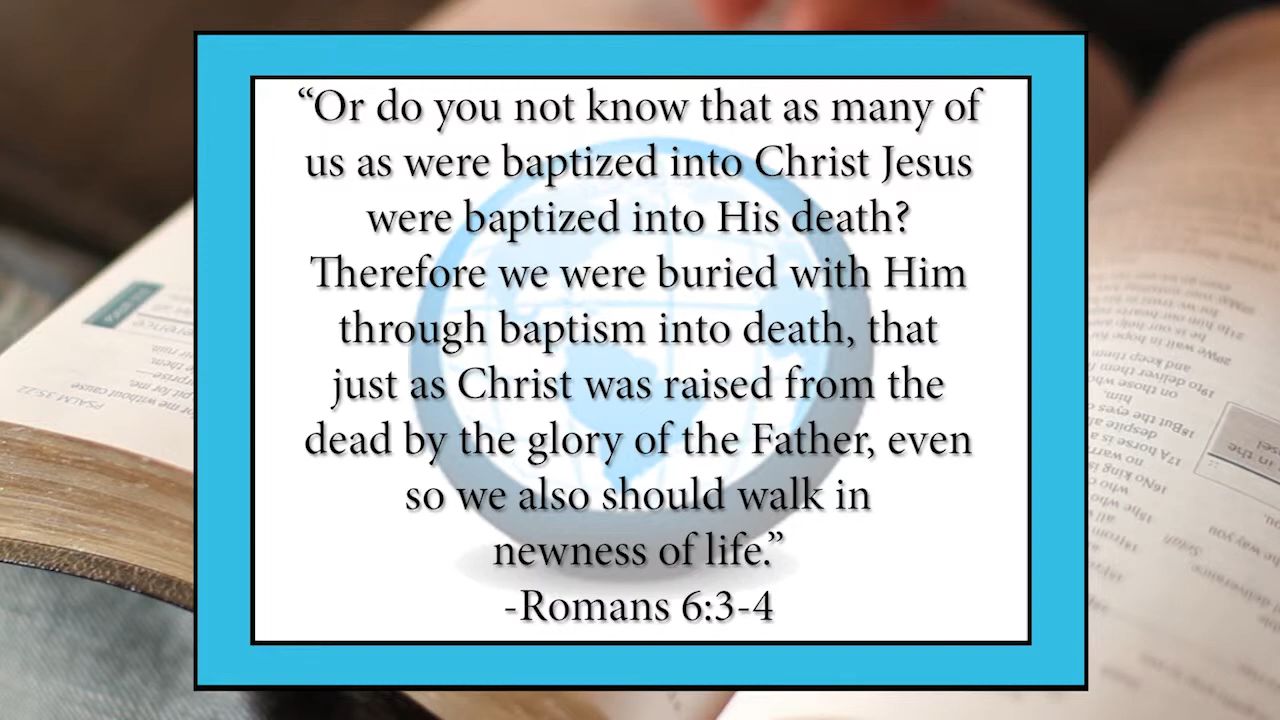 “Or do you not know that as many of
us as were baptized into Christ Jesus
were baptized into His death?
Therefore we were buried with Him
through baptism into death, that
just as Christ was raised from the
dead by the glory of the Father, even
so we also should walk in
newness of life.”
-Romans 6:3-4
PSALM 35:22